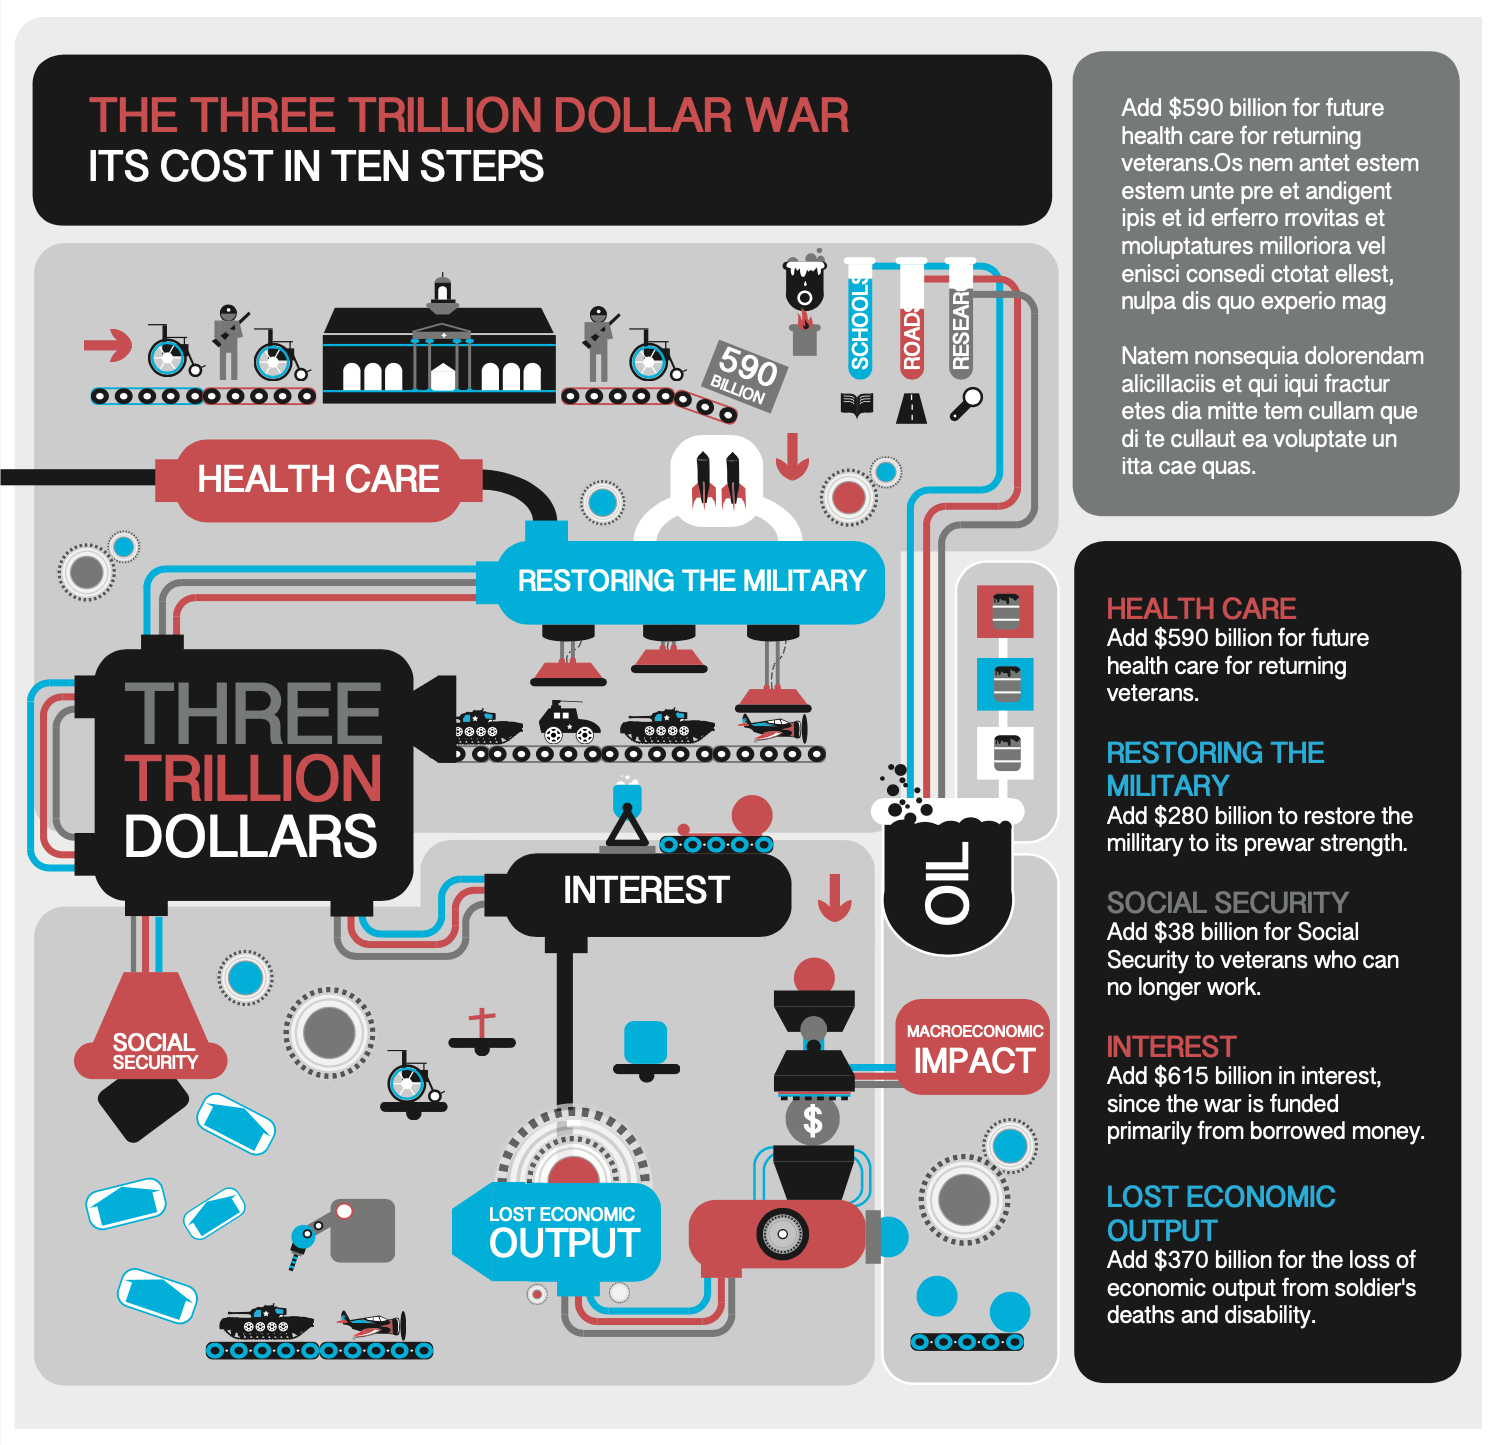 THE THREE TRILLION DOLLAR WAR
ITS COST IN TEN STEPS
Add $590 billion for future
health care for returning
veterans.Os nem antet estem
estem unte pre et andigent
ipis et id erferro rrovitas et
moluptatures milloriora vel
enisci consedi ctotat ellest,
nulpa dis quo experio mag
Natem nonsequia dolorendam
alicillaciis et qui iqui fractur
etes dia mitte tem cullam que
di te cullaut ea voluptate un
itta cae quas.
590
BILLION
SCHOOLS
ROADS
RESEAR
HEALTH CARE
RESTORING THE MILITARY
THREE
TRILLION
DOLLARS
INTEREST
OIL
SOCIAL
SECURITY
MACROECONOMIC
IMPACT
$
LOST ECONOMIC
OUTPUT
HEALTH CARE
Add $590 billion for future
health care for returning
veterans.
RESTORING THE
MILITARY
Add $280 billion to restore the
millitary to its prewar strength.
SOCIAL SECURITY
Add $38 billion for Social
Security to veterans who can
no longer work.
INTEREST
Add $615 billion in interest,
since the war is funded
primarily from borrowed money.
LOST ECONOMIC
OUTPUT
Add $370 billion for the loss of
economic output from soldier's
deaths and disability.